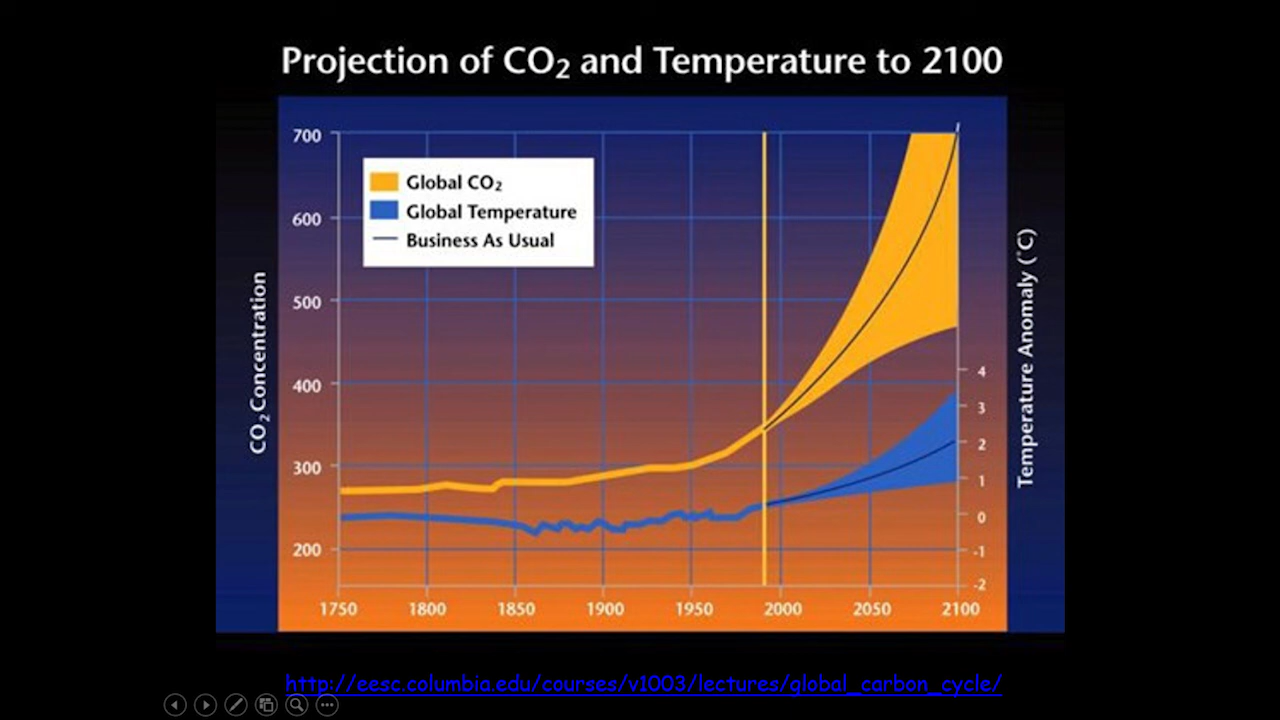 Projection of CO₂ and Temperature to 2100
700
600
500
400
300
200
CO₂ Concentration
Global CO₂
Global Temperature
Business As Usual
4
3
2
1
0
-1
-2
Temperature Anomaly (°C)
1750 1800 1850 1900 1950 2000 2050 2100
http://eesc.columbia.edu/courses/v1003/lectures/global_carbon_cycle/